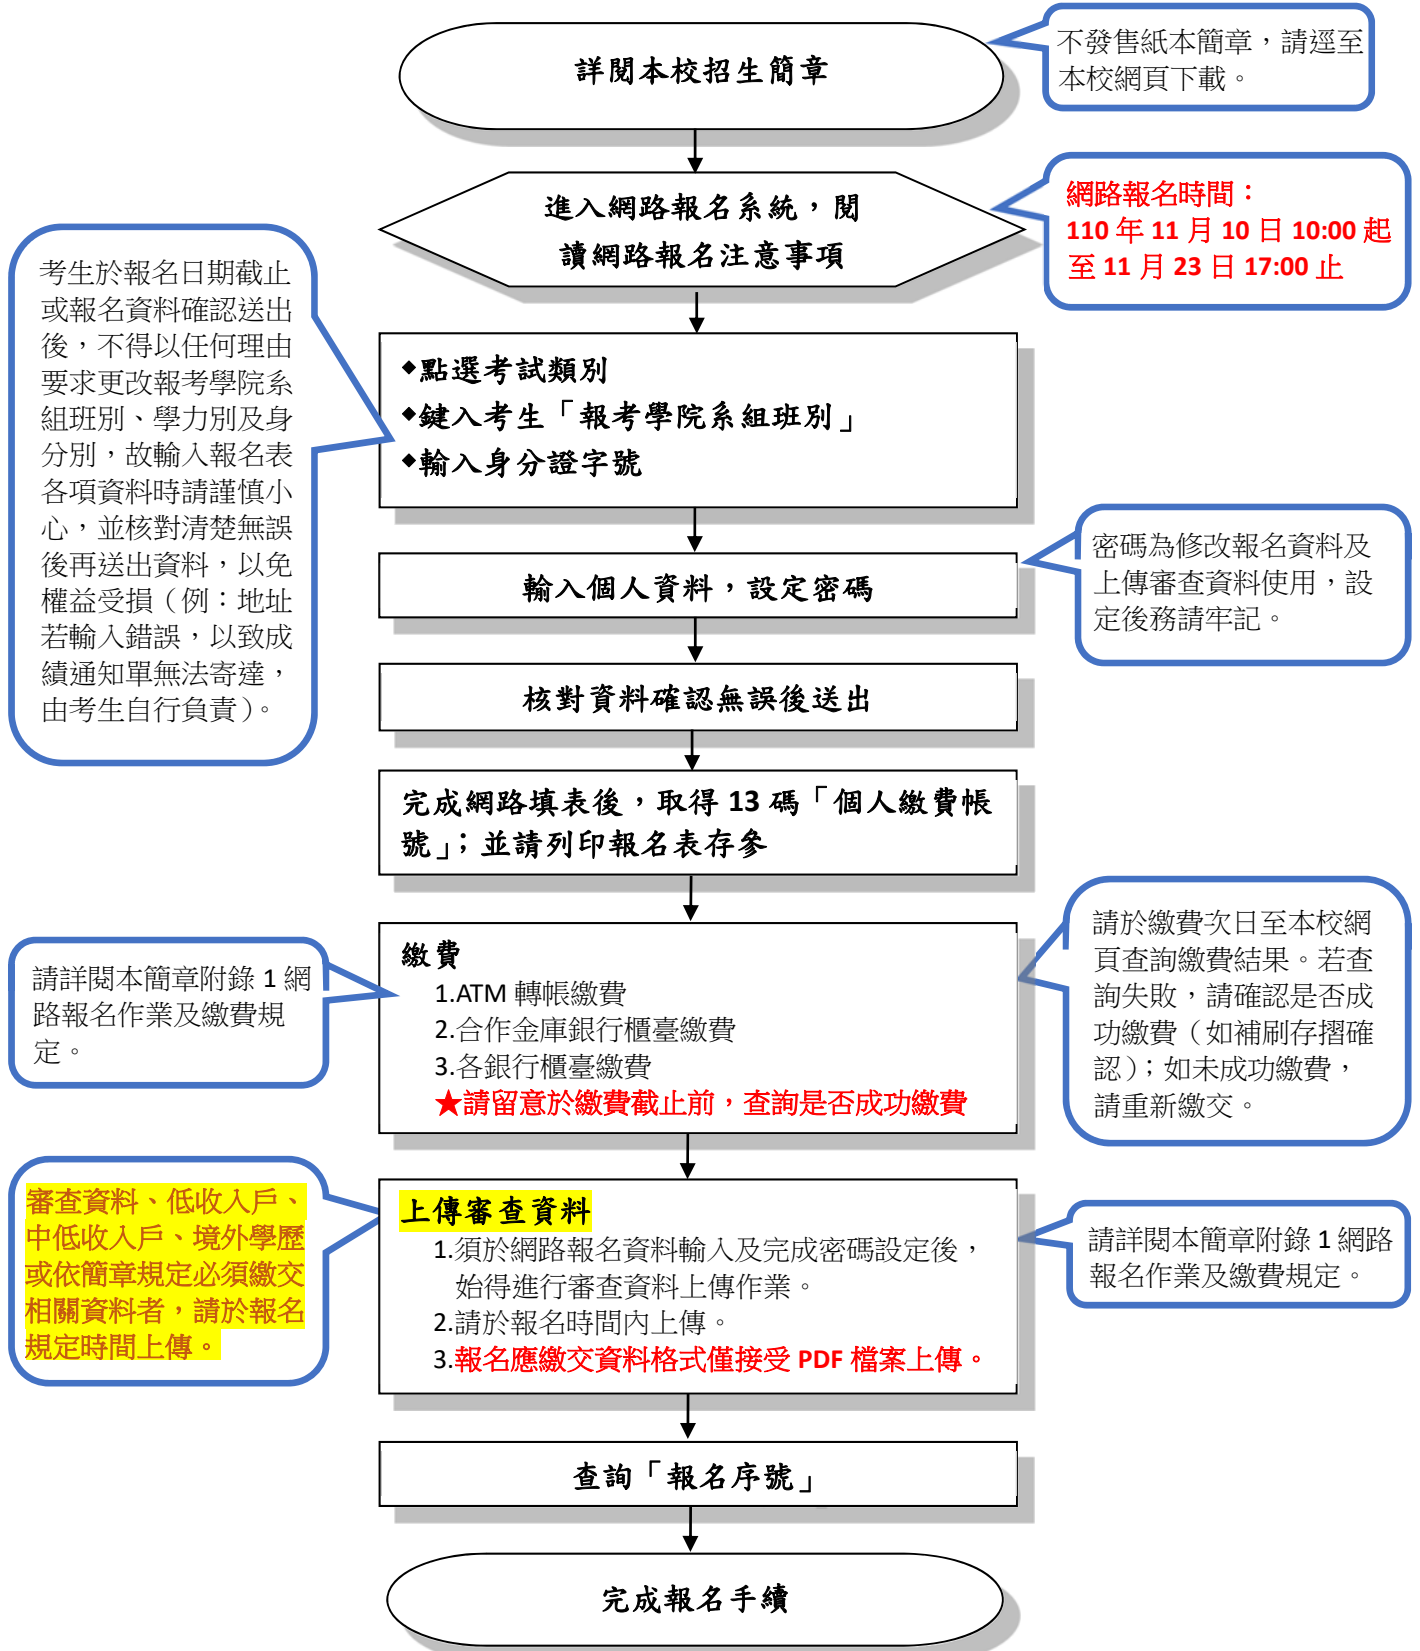 詳閱本校招生簡章
不發售紙本簡章，請逕至
本校網頁下載。
進入網路報名系統，閱
讀網路報名注意事項
網路報名時間：
110 年 11 月 10 日 10:00 起
至 11 月 23 日 17:00 止
考生於報名日期截止
或報名資料確認送出
後，不得以任何理由
要求更改報考學院系
組班別、學力別及身
分別，故輸入報名表
各項資料時請謹慎小
心，並核對清楚無誤
後再送出資料，以免
權益受損（例：地址
若輸入錯誤，以致成
績通知單無法寄達，
由考生自行負責）。
◆點選考試類別
◆鍵入考生「報考學院系組班別」
◆輸入身分證字號
輸入個人資料，設定密碼
密碼為修改報名資料及
上傳審查資料使用，設
定後務請牢記。
核對資料確認無誤後送出
完成網路填表後，取得 13 碼「個人繳費帳
號」；並請列印報名表存參
繳費
1.ATM 轉帳繳費
2.合作金庫銀行櫃臺繳費
3.各銀行櫃臺繳費
★請留意於繳費截止前，查詢是否成功繳費
請詳閱本簡章附錄 1 網
路報名作業及繳費規
定。
請於繳費次日至本校網
頁查詢繳費結果。若查
詢失敗，請確認是否成
功繳費（如補刷存摺確
認）；如未成功繳費，
請重新繳交。
審查資料、低收入戶、
中低收入戶、境外學歷
或依簡章規定必須繳交
相關資料者，請於報名
規定時間上傳。
上傳審查資料
1.須於網路報名資料輸入及完成密碼設定後，
始得進行審查資料上傳作業。
2.請於報名時間內上傳。
3.報名應繳交資料格式僅接受 PDF 檔案上傳。
請詳閱本簡章附錄 1 網路
報名作業及繳費規定。
查詢「報名序號」
完成報名手續